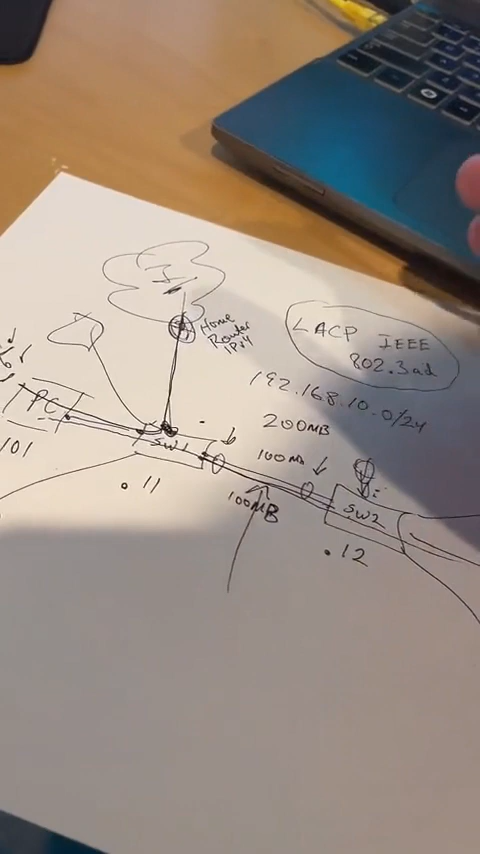 Home
Router
IPv4
LACP IEEE
802.3ad
192.168.10.0/24
200MB
100MB
PC
101
SW1
.11
100MB
SW2
.12